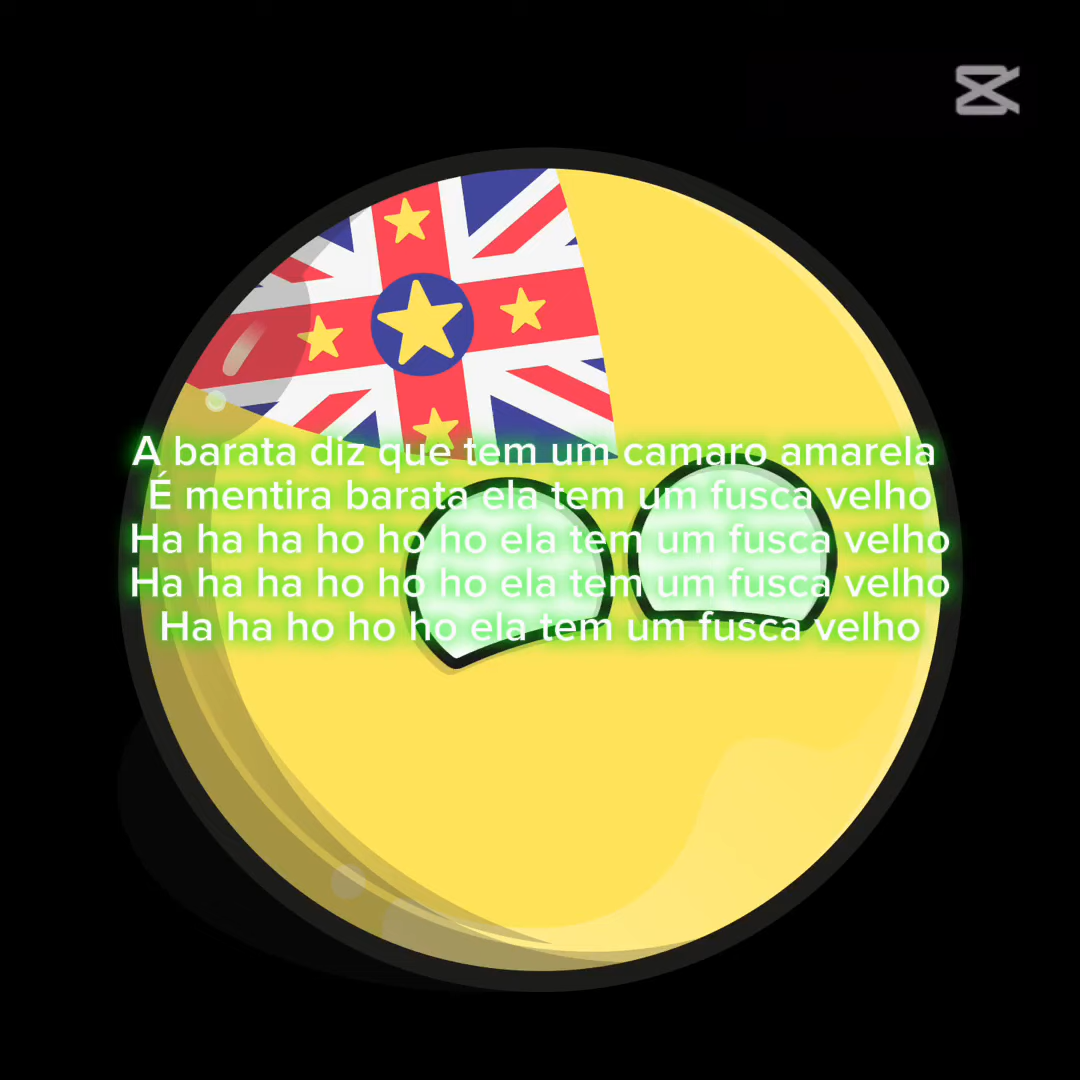 A barata diz que tem um camaro amarela
É mentira barata ela tem um fusca velho
Ha ha ha ho ho ho ela tem um fusca velho
Ha ha ha ho ho ho ela tem um fusca velho
Ha ha ho ho ho ela tem um fusca velho